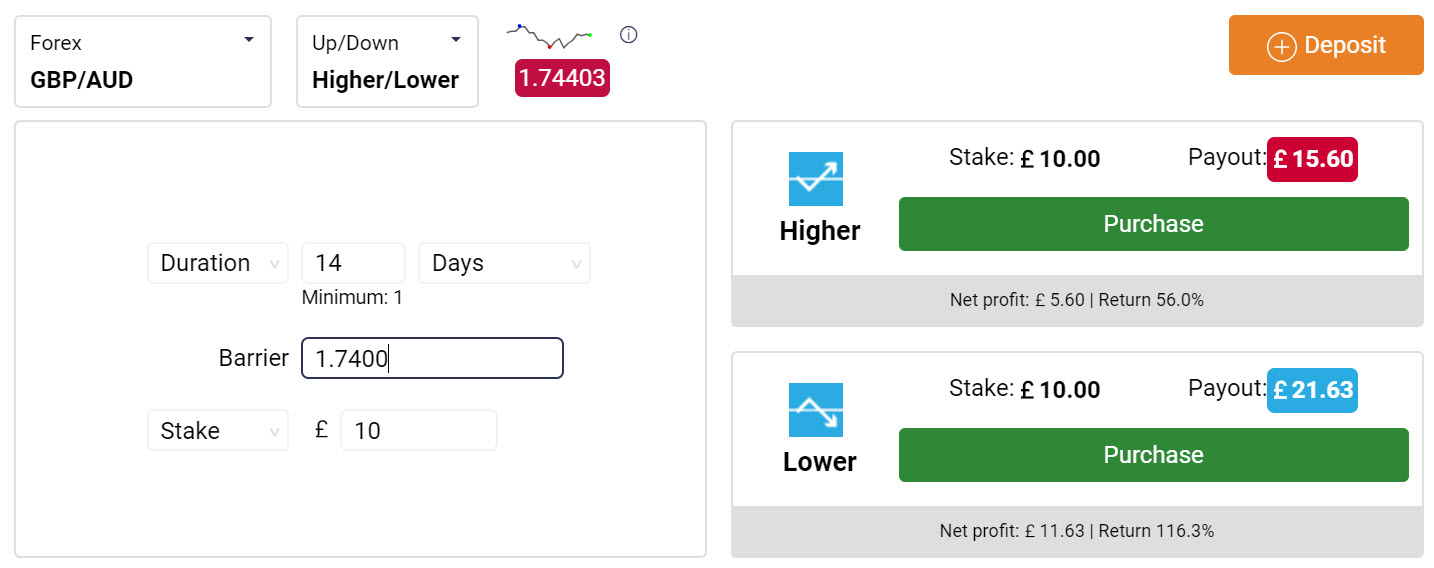 Forex
GBP/AUD
Up/Down
Higher/Lower
1.74403
Deposit
Duration 14 Days
Minimum: 1
Barrier 1.7400
Stake £ 10
Higher
Stake: £ 10.00 Payout: £ 15.60
Purchase
Net profit: £ 5.60 | Return 56.0%
Lower
Stake: £ 10.00 Payout: £ 21.63
Purchase
Net profit: £ 11.63 | Return 116.3%